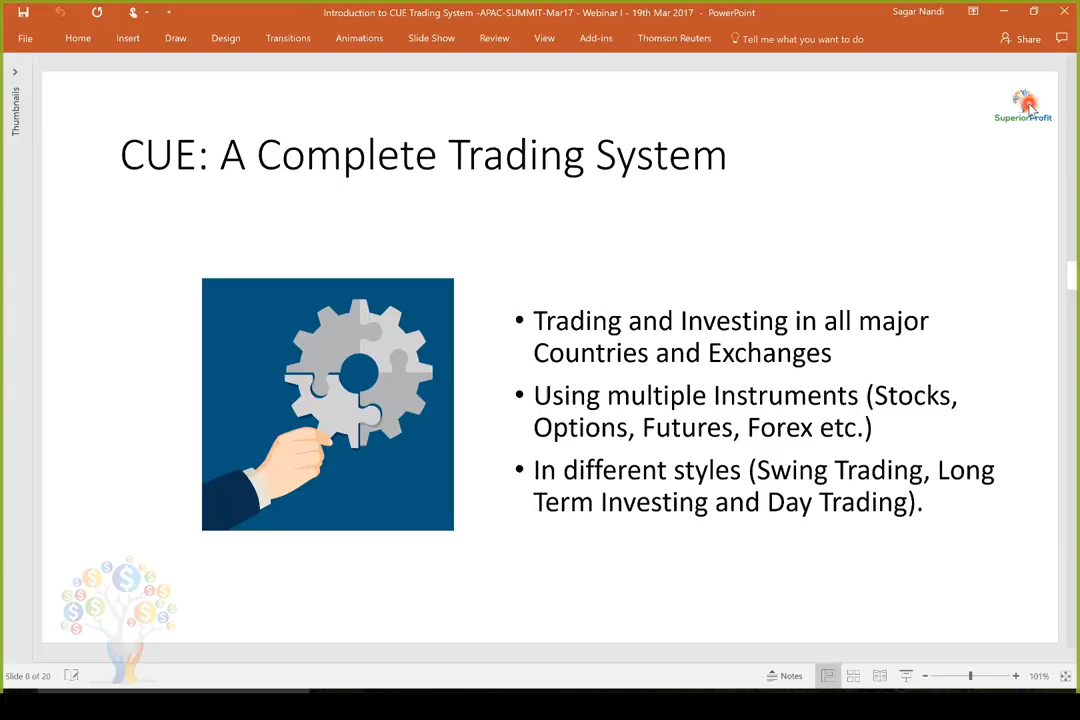 Introduction to CUE Trading System -APAC-SUMMIT-Mar17 - Webinar I - 19th Mar 2017 - PowerPoint
Sagar Nandi
File Home Insert Draw Design Transitions Animations Slide Show Review View Add-ins Thomson Reuters Tell me what you want to do Share
Thumbnails
SuperiorProfit
CUE: A Complete Trading System
• Trading and Investing in all major
Countries and Exchanges
• Using multiple Instruments (Stocks,
Options, Futures, Forex etc.)
• In different styles (Swing Trading, Long
Term Investing and Day Trading).
$ $ $ $ $ $ $ $ $ $ $
Slide 8 of 20 Notes 101%